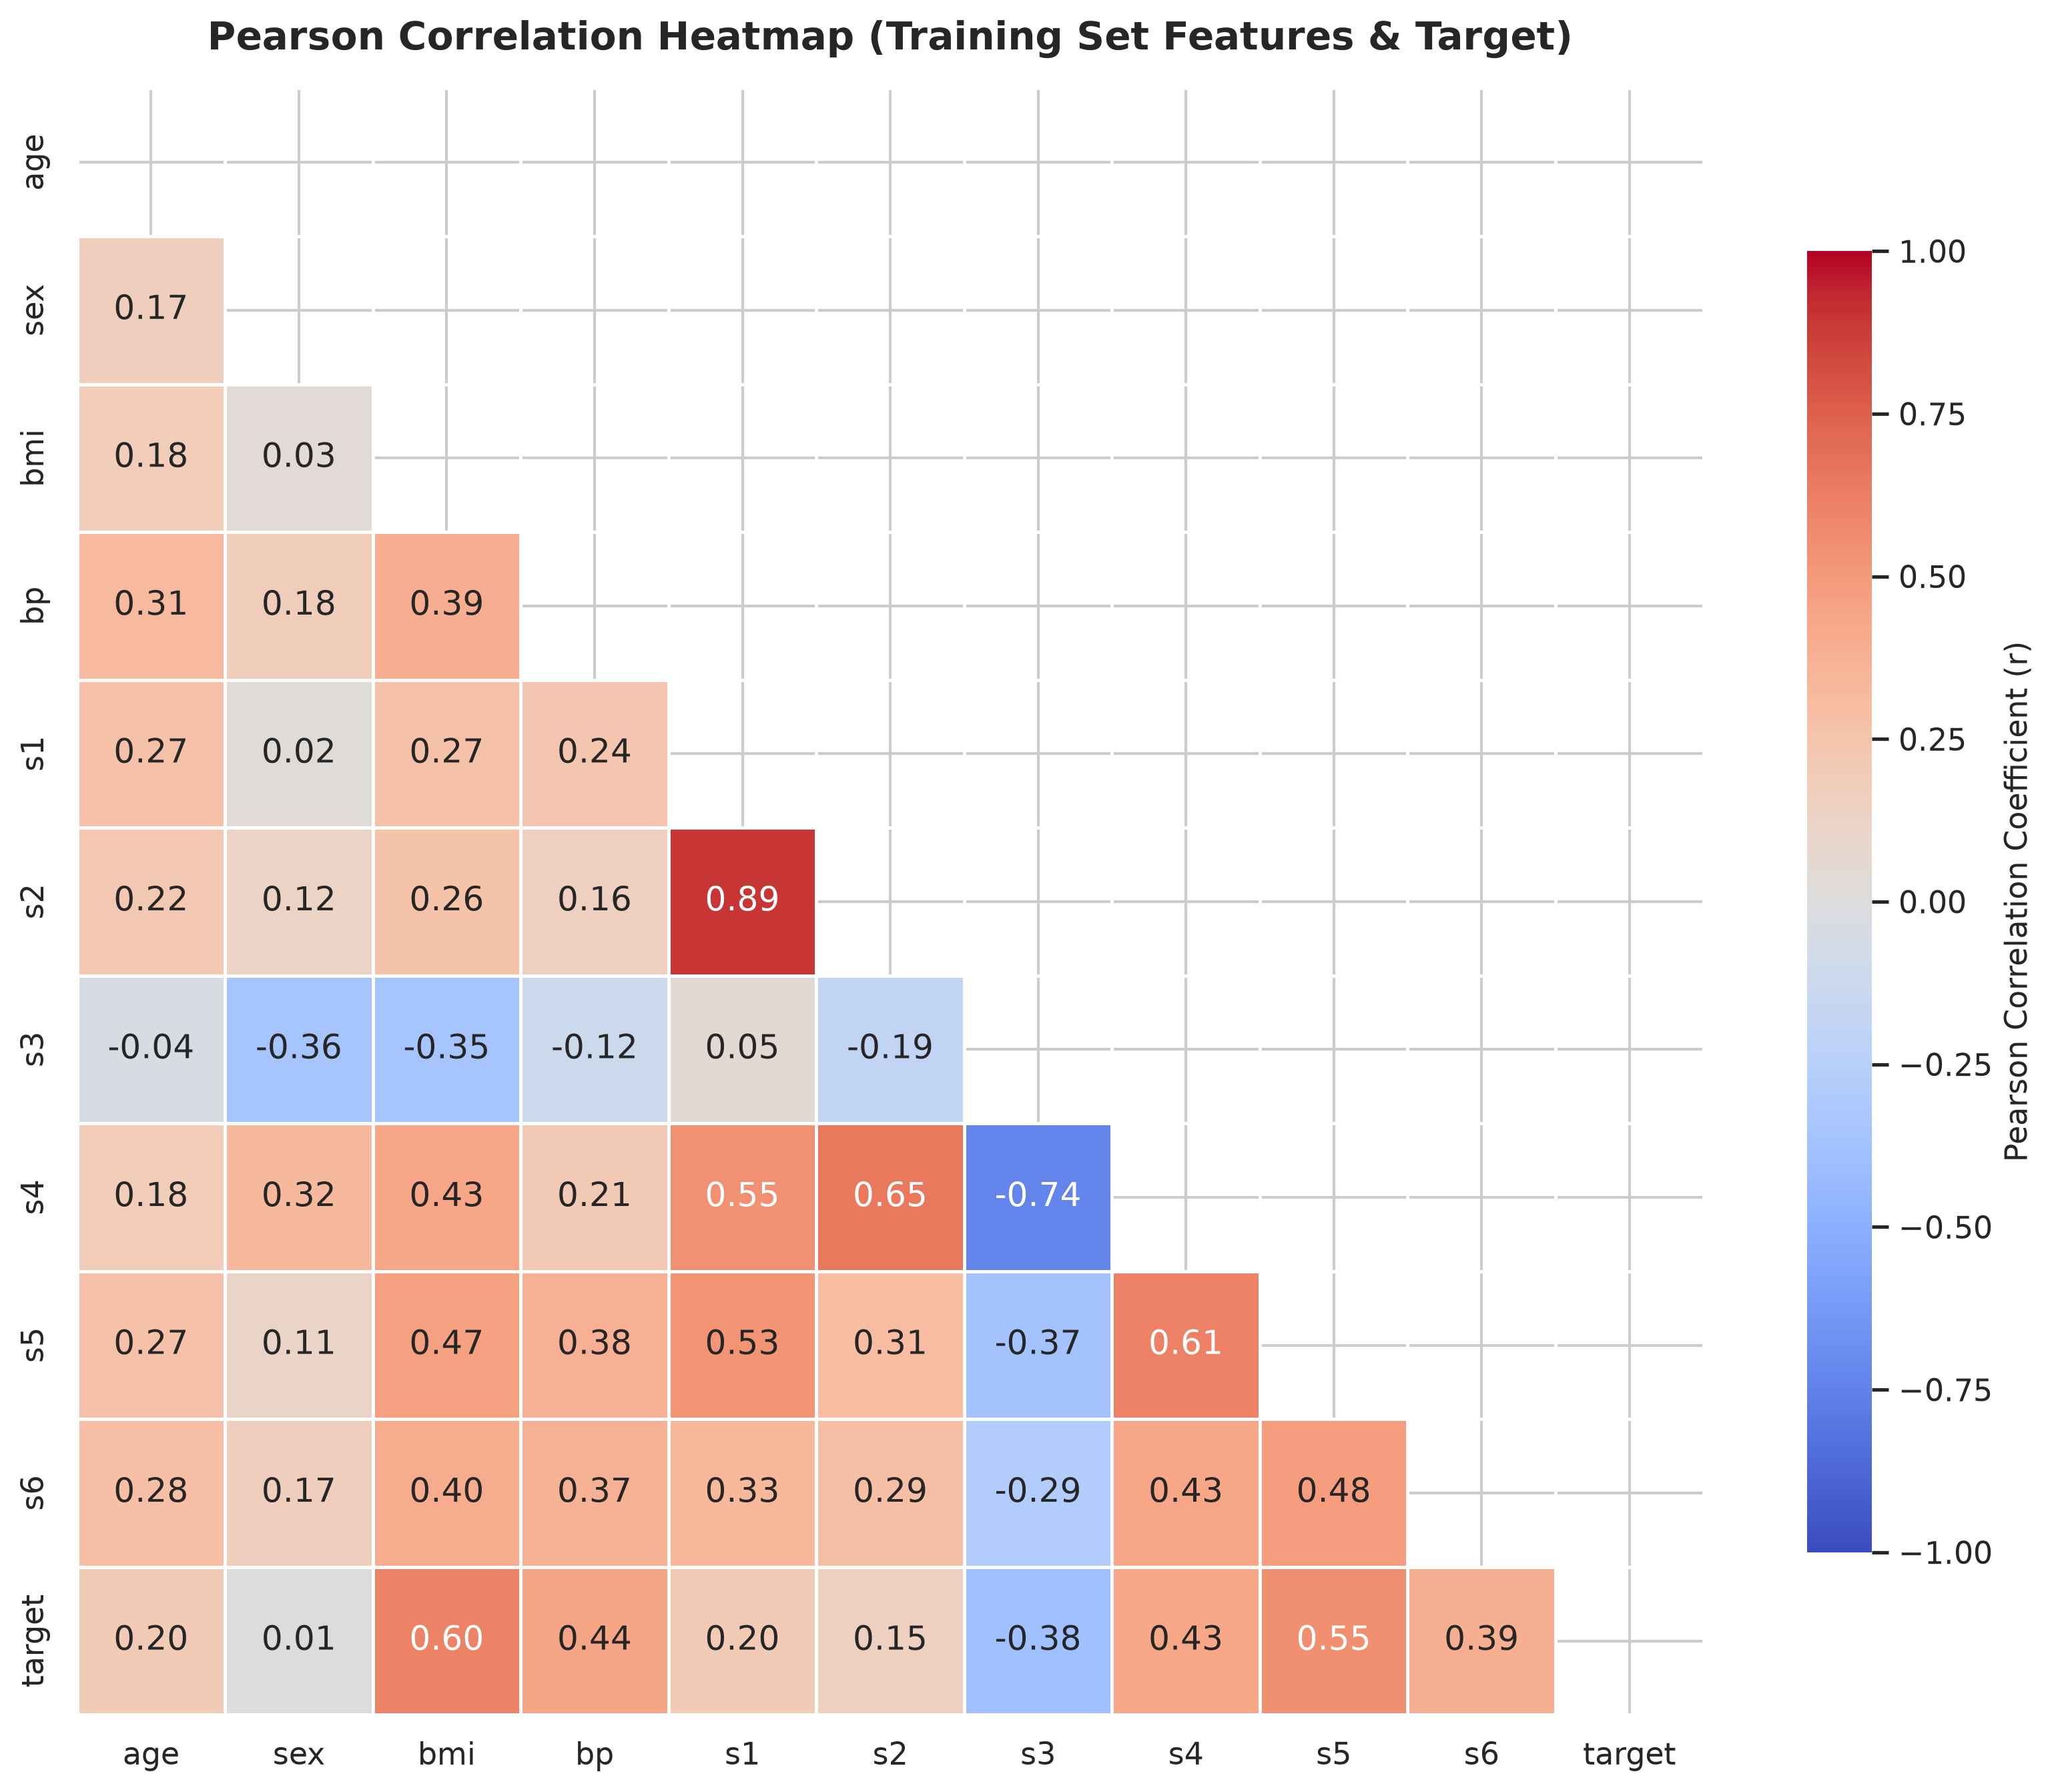 Pearson Correlation Heatmap (Training Set Features & Target)
age
sex 0.17
bmi 0.18 0.03
bp 0.31 0.18 0.39
s1 0.27 0.02 0.27 0.24
s2 0.22 0.12 0.26 0.16 0.89
s3 -0.04 -0.36 -0.35 -0.12 0.05 -0.19
s4 0.18 0.32 0.43 0.21 0.55 0.65 -0.74
s5 0.27 0.11 0.47 0.38 0.53 0.31 -0.37 0.61
s6 0.28 0.17 0.40 0.37 0.33 0.29 -0.29 0.43 0.48
target 0.20 0.01 0.60 0.44 0.20 0.15 -0.38 0.43 0.55 0.39
age sex bmi bp s1 s2 s3 s4 s5 s6 target
1.00
0.75
0.50
0.25
0.00
−0.25
−0.50
−0.75
−1.00
Pearson Correlation Coefficient (r)